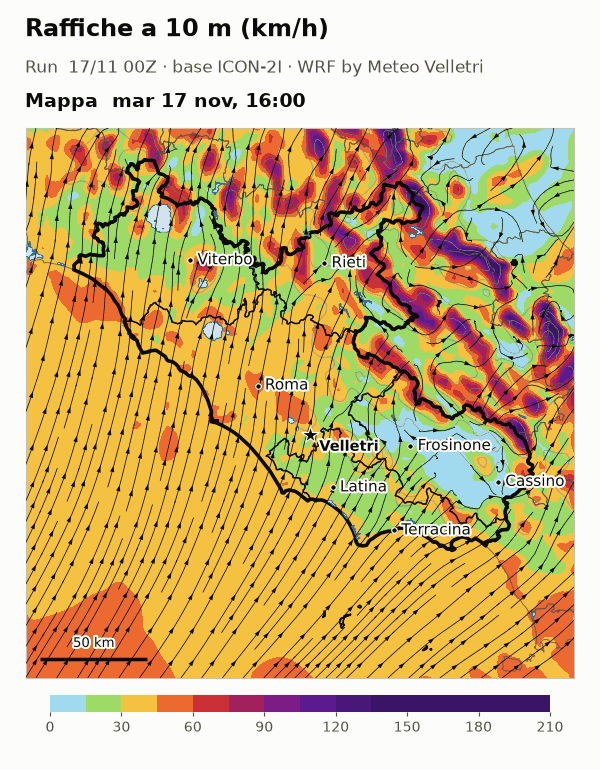 Raffiche a 10 m (km/h)
Run  17/11 00Z · base ICON-2I · WRF by Meteo Velletri
Mappa  mar 17 nov, 16:00
Viterbo
Rieti
Roma
Velletri
Frosinone
Cassino
Latina
Terracina
50 km
0 30 60 90 120 150 180 210